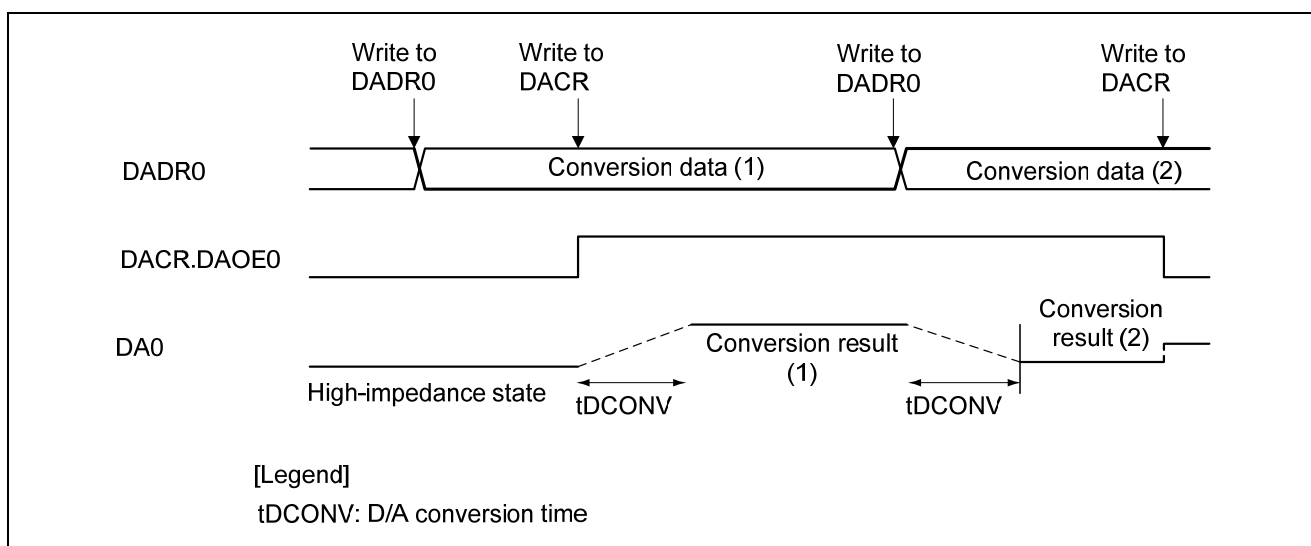 Write to
DADR0
Write to
DACR
Write to
DADR0
Write to
DACR
DADR0
Conversion data (1)
Conversion data (2)
DACR.DAOE0
DA0
High-impedance state
tDCONV
Conversion result
(1)
tDCONV
Conversion
result (2)
[Legend]
tDCONV: D/A conversion time